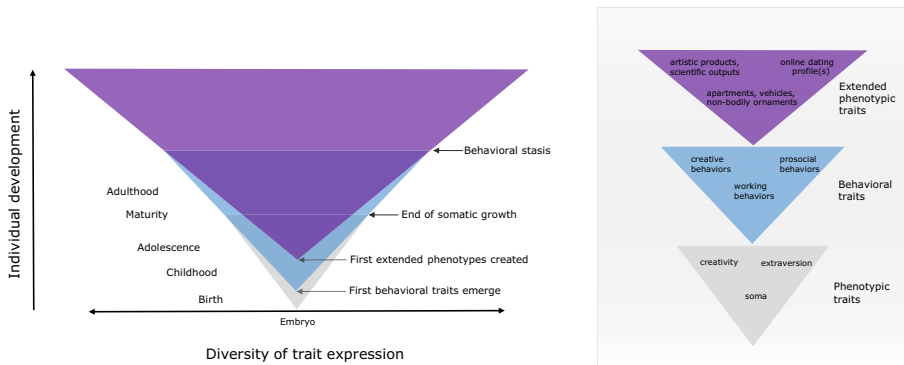 Individual development
Adulthood
Maturity
Adolescence
Childhood
Birth
Behavioral stasis
End of somatic growth
First extended phenotypes created
First behavioral traits emerge
Embryo
Diversity of trait expression
artistic products,
scientific outputs
online dating
profile(s)
apartments, vehicles,
non-bodily ornaments
Extended
phenotypic
traits
creative
behaviors
prosocial
behaviors
working
behaviors
Behavioral
traits
creativity
extraversion
soma
Phenotypic
traits